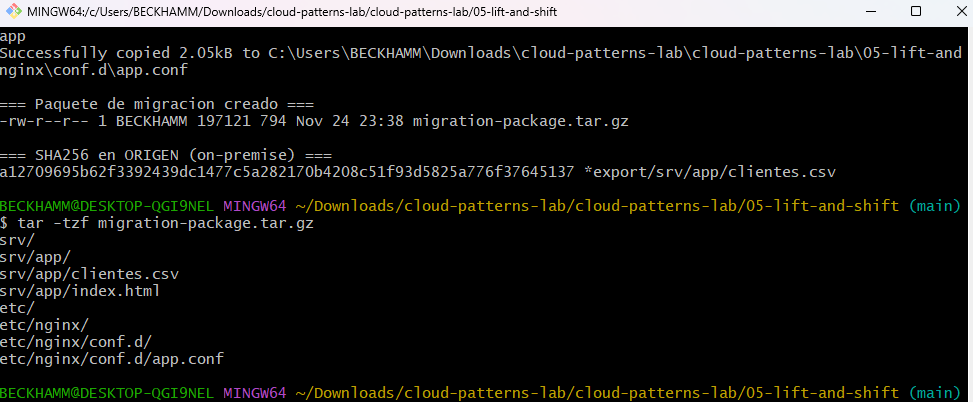 MINGW64:/c/Users/BECKHAMM/Downloads/cloud-patterns-lab/cloud-patterns-lab/05-lift-and-shift
app
Successfully copied 2.05kB to C:\Users\BECKHAMM\Downloads\cloud-patterns-lab\cloud-patterns-lab\05-lift-and
nginx\conf.d\app.conf
=== Paquete de migracion creado ===
-rw-r--r-- 1 BECKHAMM 197121 794 Nov 24 23:38 migration-package.tar.gz
=== SHA256 en ORIGEN (on-premise) ===
a12709695b62f3392439dc1477c5a282170b4208c51f93d5825a776f37645137 *export/srv/app/clientes.csv
BECKHAMM@DESKTOP-QGI9NEL MINGW64 ~/Downloads/cloud-patterns-lab/cloud-patterns-lab/05-lift-and-shift (main)
$ tar -tzf migration-package.tar.gz
srv/
srv/app/
srv/app/clientes.csv
srv/app/index.html
etc/
etc/nginx/
etc/nginx/conf.d/
etc/nginx/conf.d/app.conf
BECKHAMM@DESKTOP-QGI9NEL MINGW64 ~/Downloads/cloud-patterns-lab/cloud-patterns-lab/05-lift-and-shift (main)